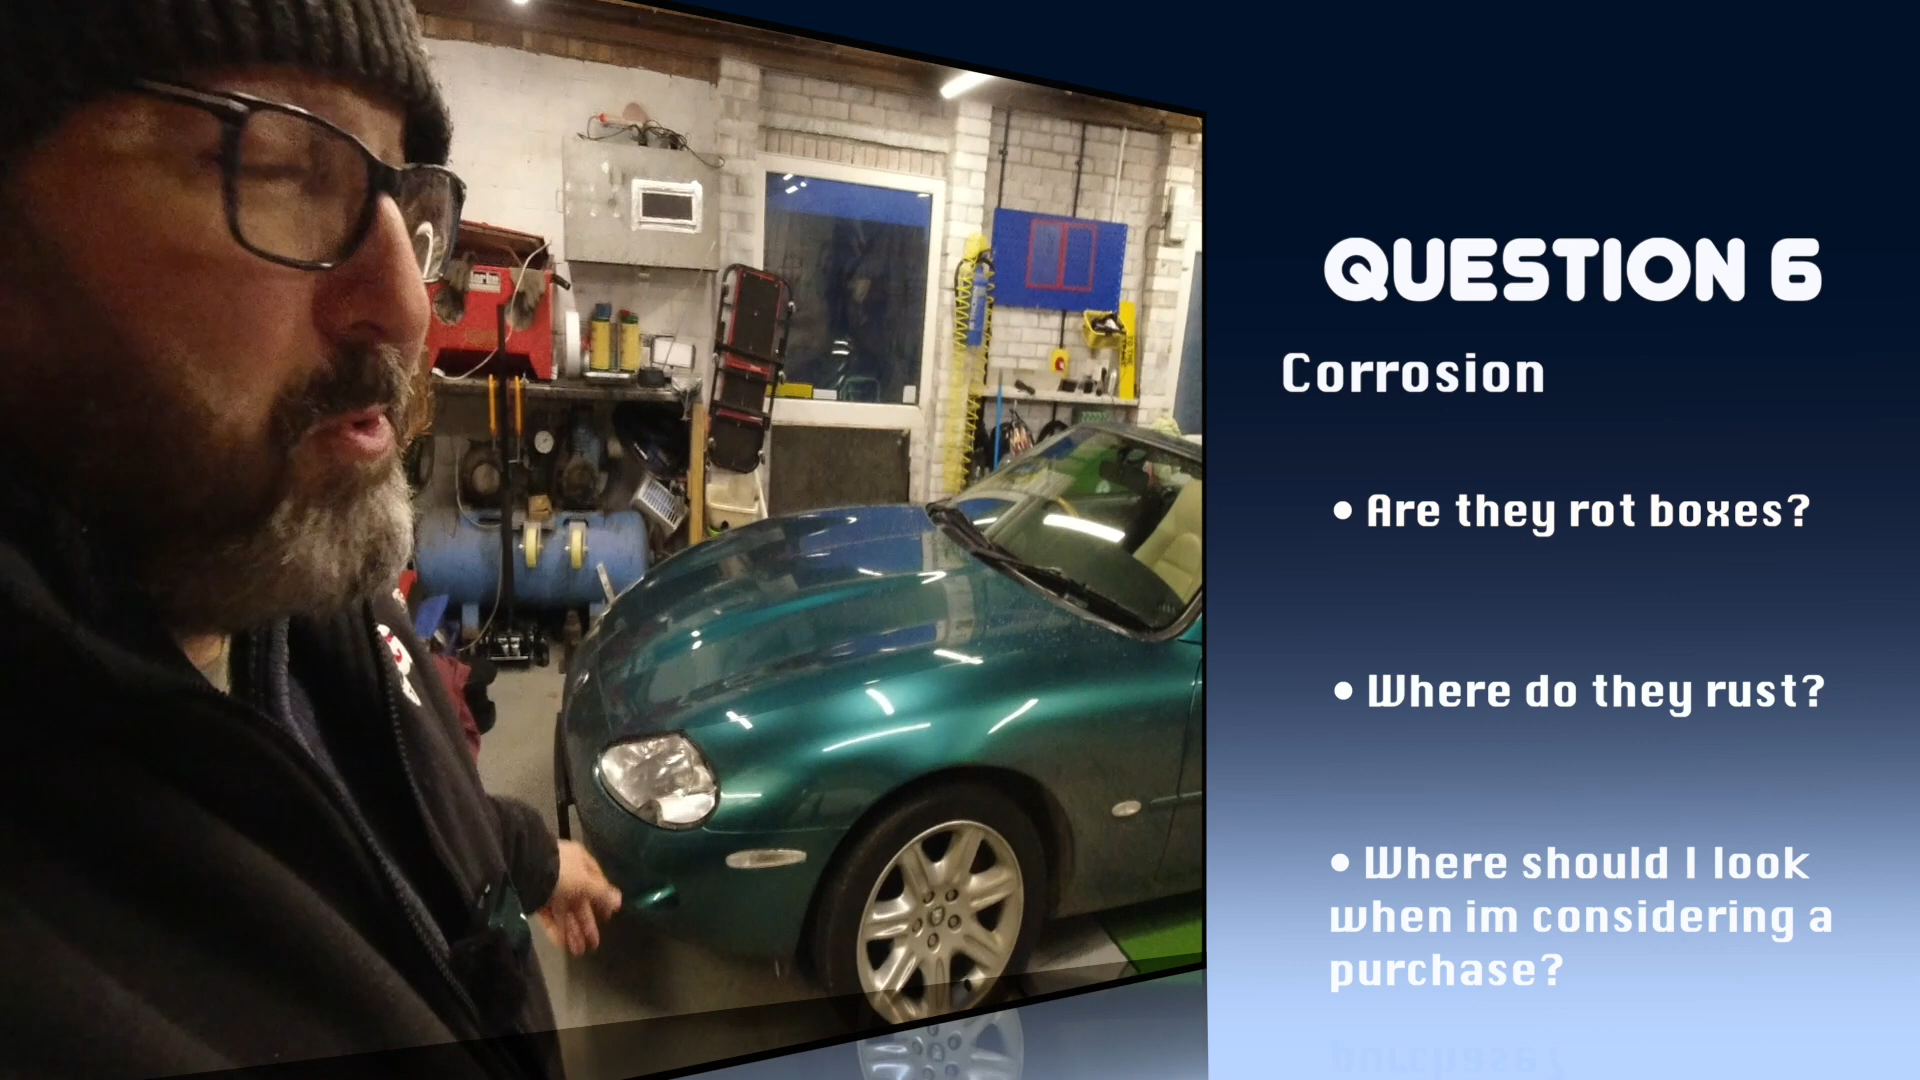 QUESTION 6
Corrosion
• Are they rot boxes?
• Where do they rust?
• Where should I look
when im considering a
purchase?